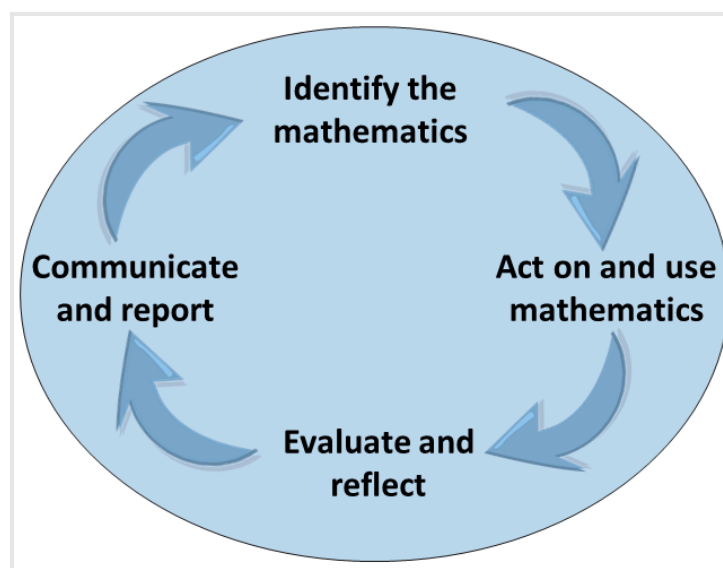 Identify the
mathematics
Act on and use
mathematics
Evaluate and
reflect
Communicate
and report